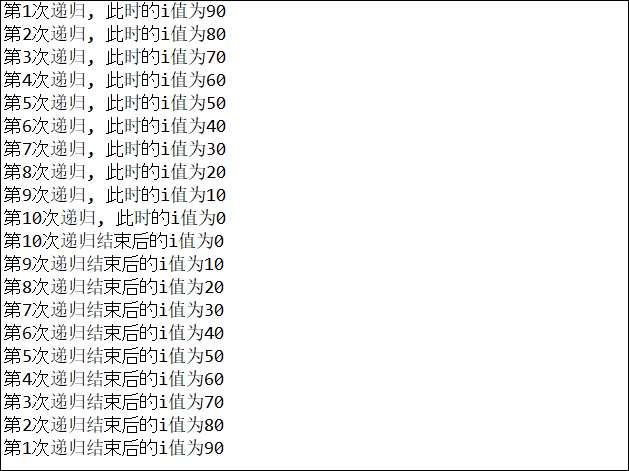 第1次递归, 此时的i值为90
第2次递归, 此时的i值为80
第3次递归, 此时的i值为70
第4次递归, 此时的i值为60
第5次递归, 此时的i值为50
第6次递归, 此时的i值为40
第7次递归, 此时的i值为30
第8次递归, 此时的i值为20
第9次递归, 此时的i值为10
第10次递归, 此时的i值为0
第10次递归结束后的i值为0
第9次递归结束后的i值为10
第8次递归结束后的i值为20
第7次递归结束后的i值为30
第6次递归结束后的i值为40
第5次递归结束后的i值为50
第4次递归结束后的i值为60
第3次递归结束后的i值为70
第2次递归结束后的i值为80
第1次递归结束后的i值为90